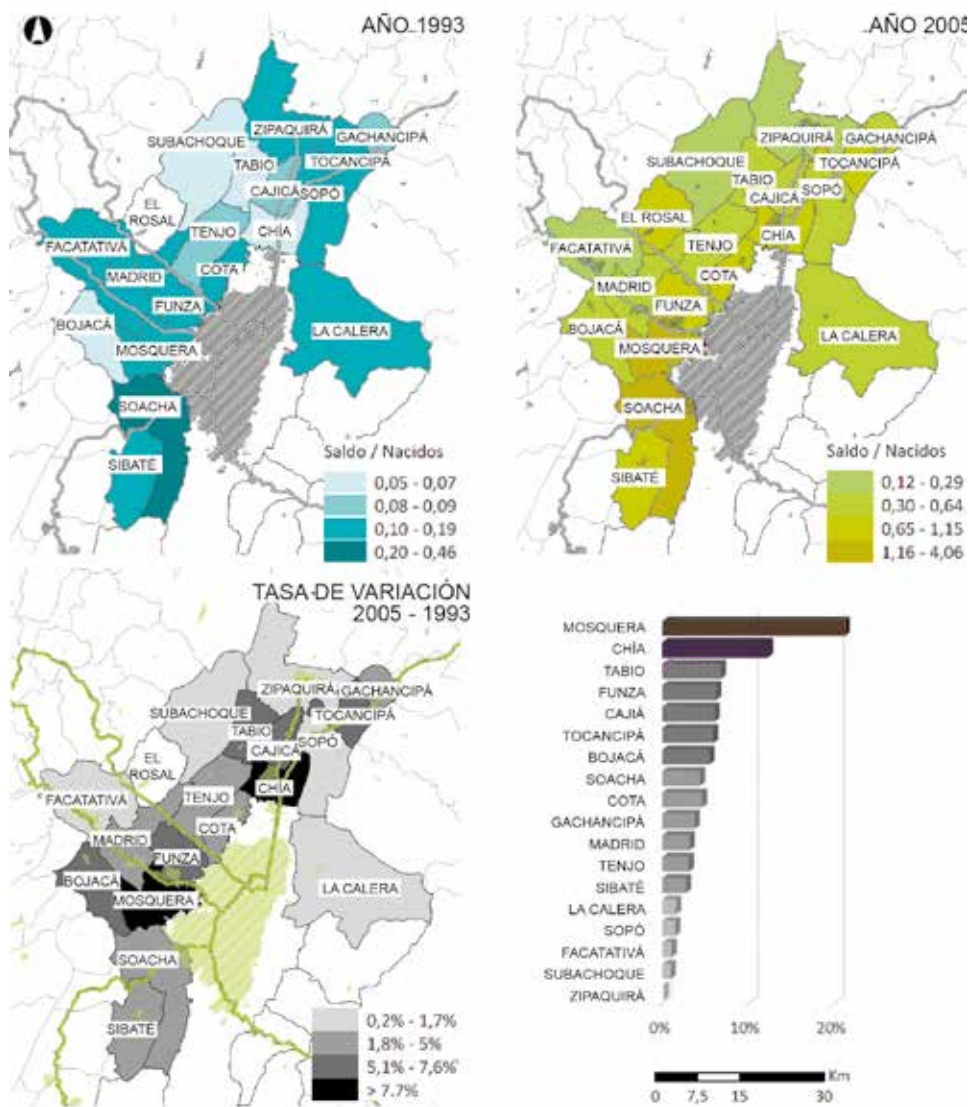 AÑO 1993
SUBACHOQUE
ZIPAQUIRÁ
GACHANCIPÁ
TABIO
TOCANCIPÁ
CAJICÁ
SOPÓ
EL ROSAL
TENJO
CHÍA
FACATATIVÁ
MADRID
COTA
FUNZA
BOJACÁ
MOSQUERA
LA CALERA
SOACHA
SIBATÉ
Saldo / Nacidos
0,05 - 0,07
0,08 - 0,09
0,10 - 0,19
0,20 - 0,46
AÑO 2005
ZIPAQUIRÁ
GACHANCIPÁ
SUBACHOQUE
TOCANCIPÁ
TABIO
CAJICÁ
SOPÓ
EL ROSAL
CHÍA
FACATATIVÁ
TENJO
MADRID
COTA
FUNZA
BOJACÁ
MOSQUERA
LA CALERA
SOACHA
SIBATÉ
Saldo / Nacidos
0,12 - 0,29
0,30 - 0,64
0,65 - 1,15
1,16 - 4,06
TASA DE VARIACIÓN
2005 - 1993
ZIPAQUIRÁ
GACHANCIPÁ
SUBACHOQUE
TOCANCIPÁ
TABIO
SOPÓ
CAJICÁ
EL ROSAL
CHÍA
FACATATIVÁ
TENJO
COTA
MADRID
FUNZA
BOJACÁ
MOSQUERA
LA CALERA
SOACHA
SIBATÉ
0,2% - 1,7%
1,8% - 5%
5,1% - 7,6%
> 7.7%
MOSQUERA
CHÍA
TABIO
FUNZA
CAJIÁ
TOCANCIPÁ
BOJACÁ
SOACHA
COTA
GACHANCIPÁ
MADRID
TENJO
SIBATÉ
LA CALERA
SOPÓ
FACATATIVÁ
SUBACHOQUE
ZIPAQUIRÁ
0% 10% 20%
Km
0 7,5 15 30